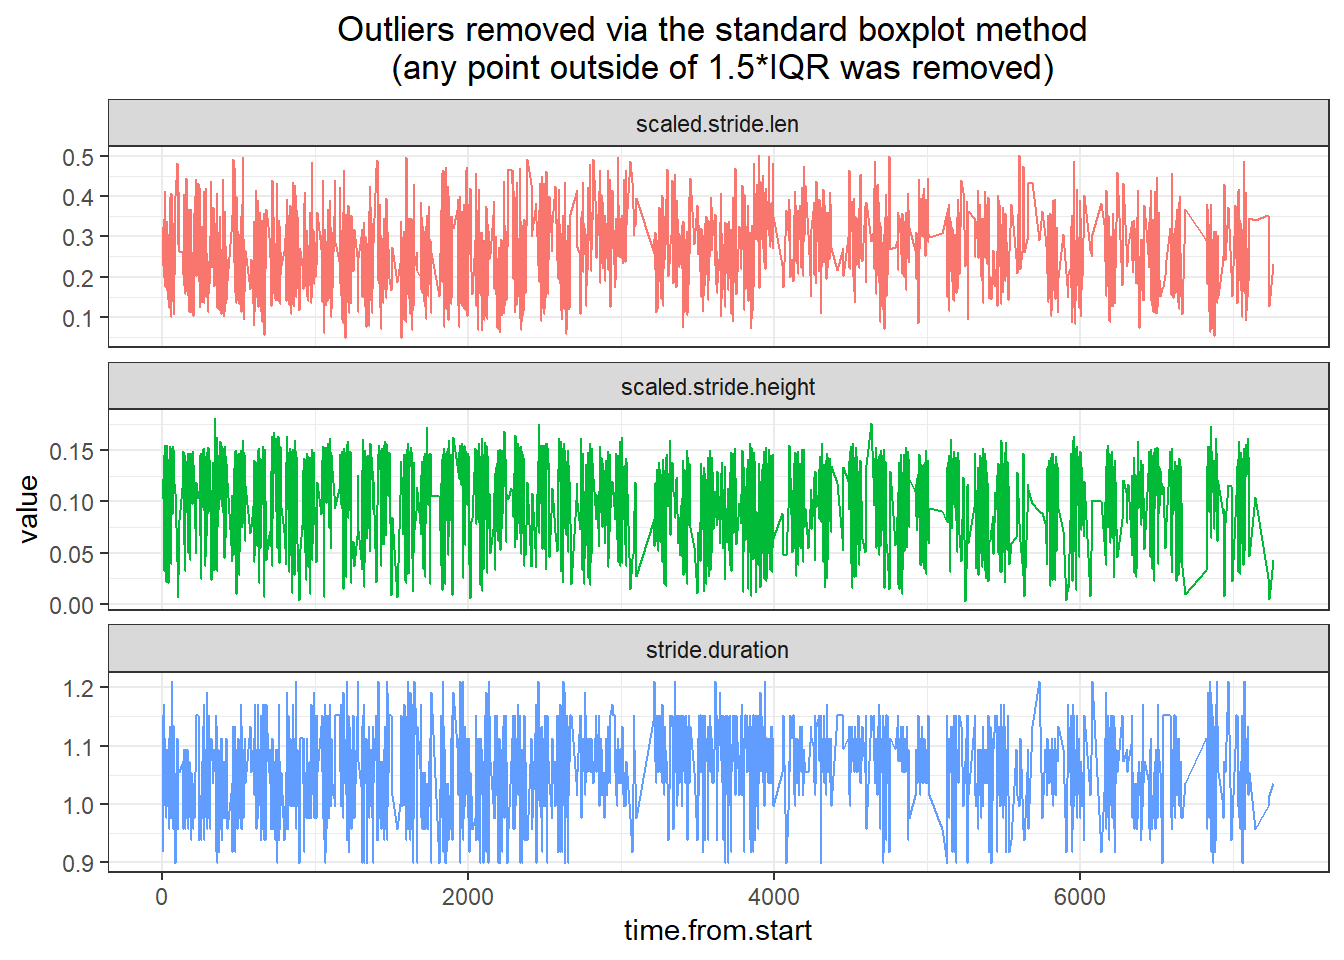 Outliers removed via the standard boxplot method
(any point outside of 1.5*IQR was removed)
scaled.stride.len
0.5
0.4
0.3
0.2
0.1
scaled.stride.height
0.15
0.10
0.05
0.00
value
stride.duration
1.2
1.1
1.0
0.9
0 2000 4000 6000
time.from.start